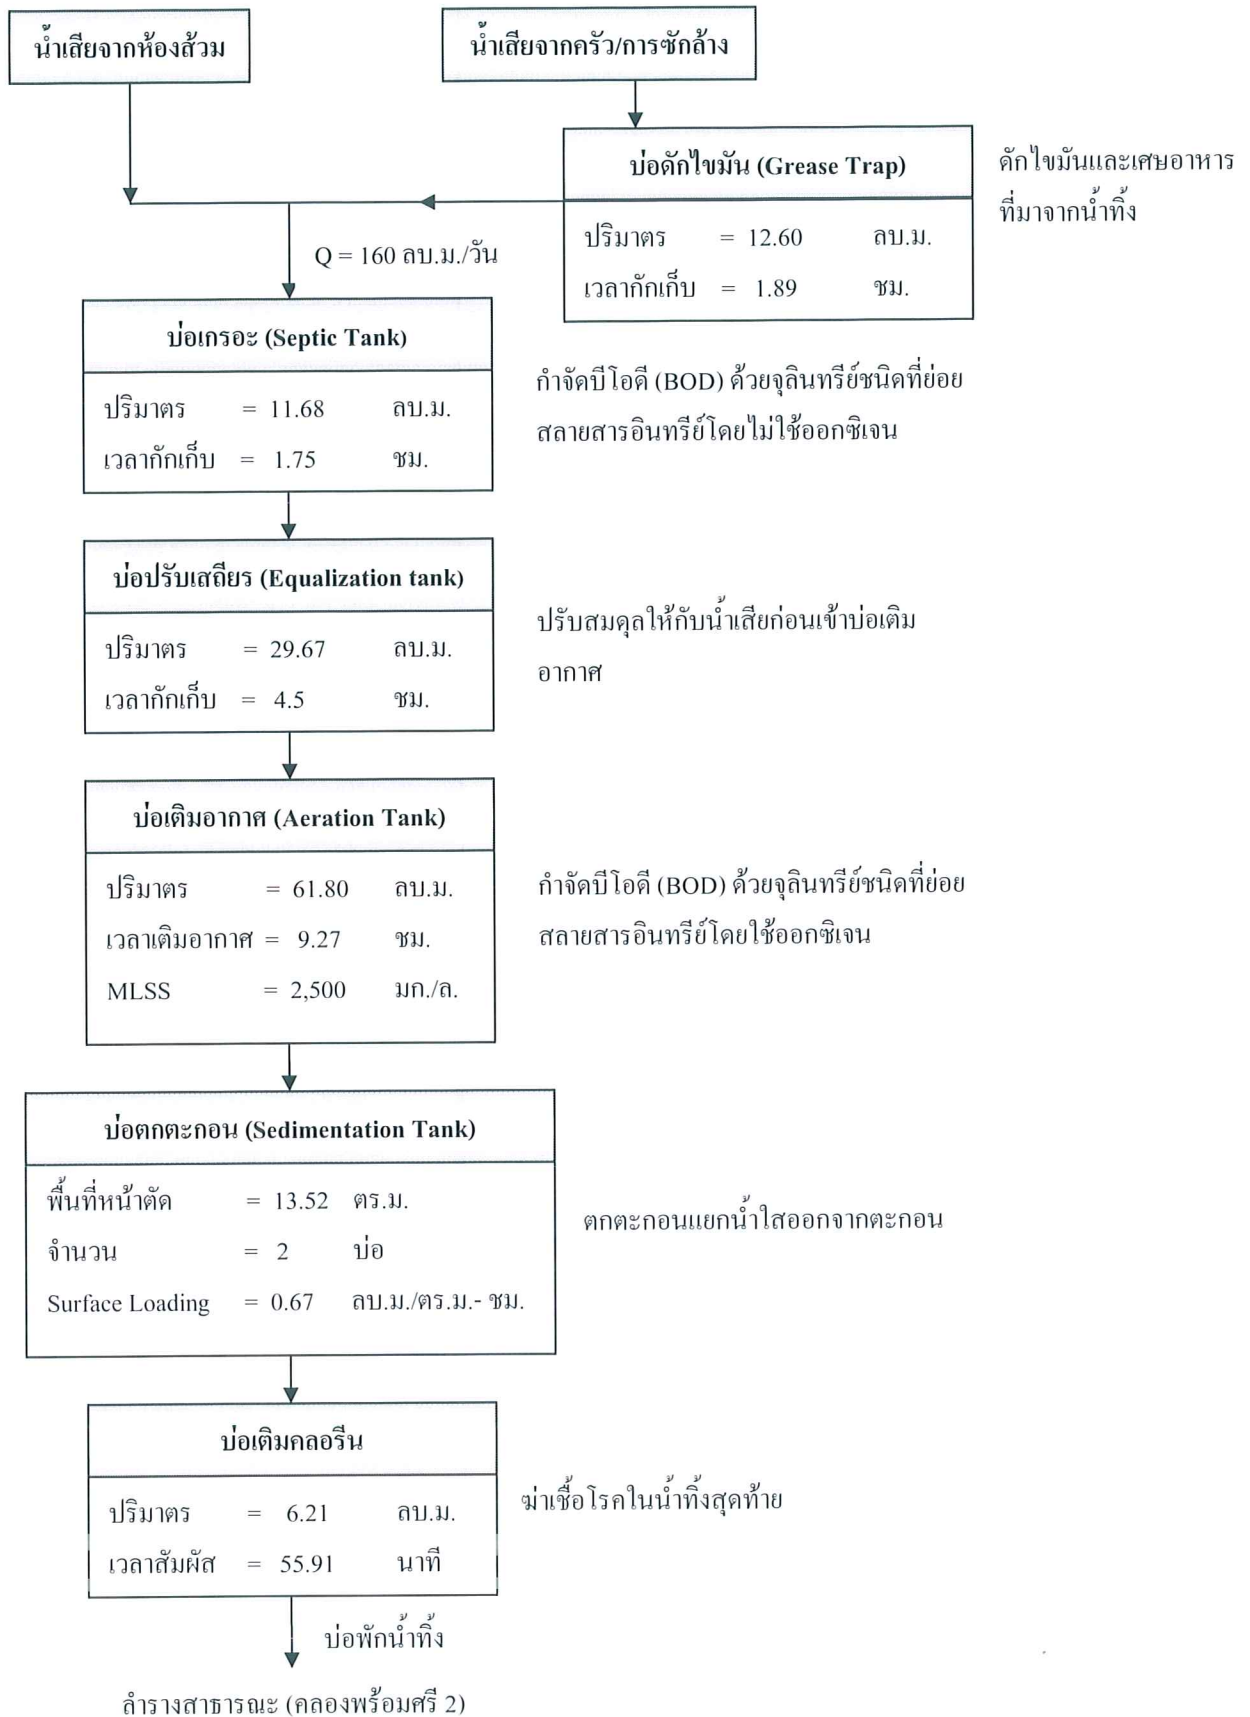 น้ำเสียจากห้องส้วม
น้ำเสียจากครัว/การซักล้าง
บ่อดักไขมัน (Grease Trap)
ปริมาตร = 12.60 ลบ.ม.
เวลากักเก็บ = 1.89 ชม.
ดักไขมันและเศษอาหาร
ที่มาจากน้ำทิ้ง
Q = 160 ลบ.ม./วัน
บ่อเกรอะ (Septic Tank)
ปริมาตร = 11.68 ลบ.ม.
เวลากักเก็บ = 1.75 ชม.
กำจัดบีโอดี (BOD) ด้วยจุลินทรีย์ชนิดที่ย่อย
สลายสารอินทรีย์โดยไม่ใช้ออกซิเจน
บ่อปรับเสถียร (Equalization tank)
ปริมาตร = 29.67 ลบ.ม.
เวลากักเก็บ = 4.5 ชม.
ปรับสมดุลให้กับน้ำเสียก่อนเข้าบ่อเติม
อากาศ
บ่อเติมอากาศ (Aeration Tank)
ปริมาตร = 61.80 ลบ.ม.
เวลาเติมอากาศ = 9.27 ชม.
MLSS = 2,500 มก./ล.
กำจัดบีโอดี (BOD) ด้วยจุลินทรีย์ชนิดที่ย่อย
สลายสารอินทรีย์โดยใช้ออกซิเจน
บ่อตกตะกอน (Sedimentation Tank)
พื้นที่หน้าตัด = 13.52 ตร.ม.
จำนวน = 2 บ่อ
Surface Loading = 0.67 ลบ.ม./ตร.ม.- ชม.
ตกตะกอนแยกน้ำใสออกจากตะกอน
บ่อเติมคลอรีน
ปริมาตร = 6.21 ลบ.ม.
เวลาสัมผัส = 55.91 นาที
ฆ่าเชื้อโรคในน้ำทิ้งสุดท้าย
บ่อพักน้ำทิ้ง
ลำรางสาธารณะ (คลองพร้อมศรี 2)